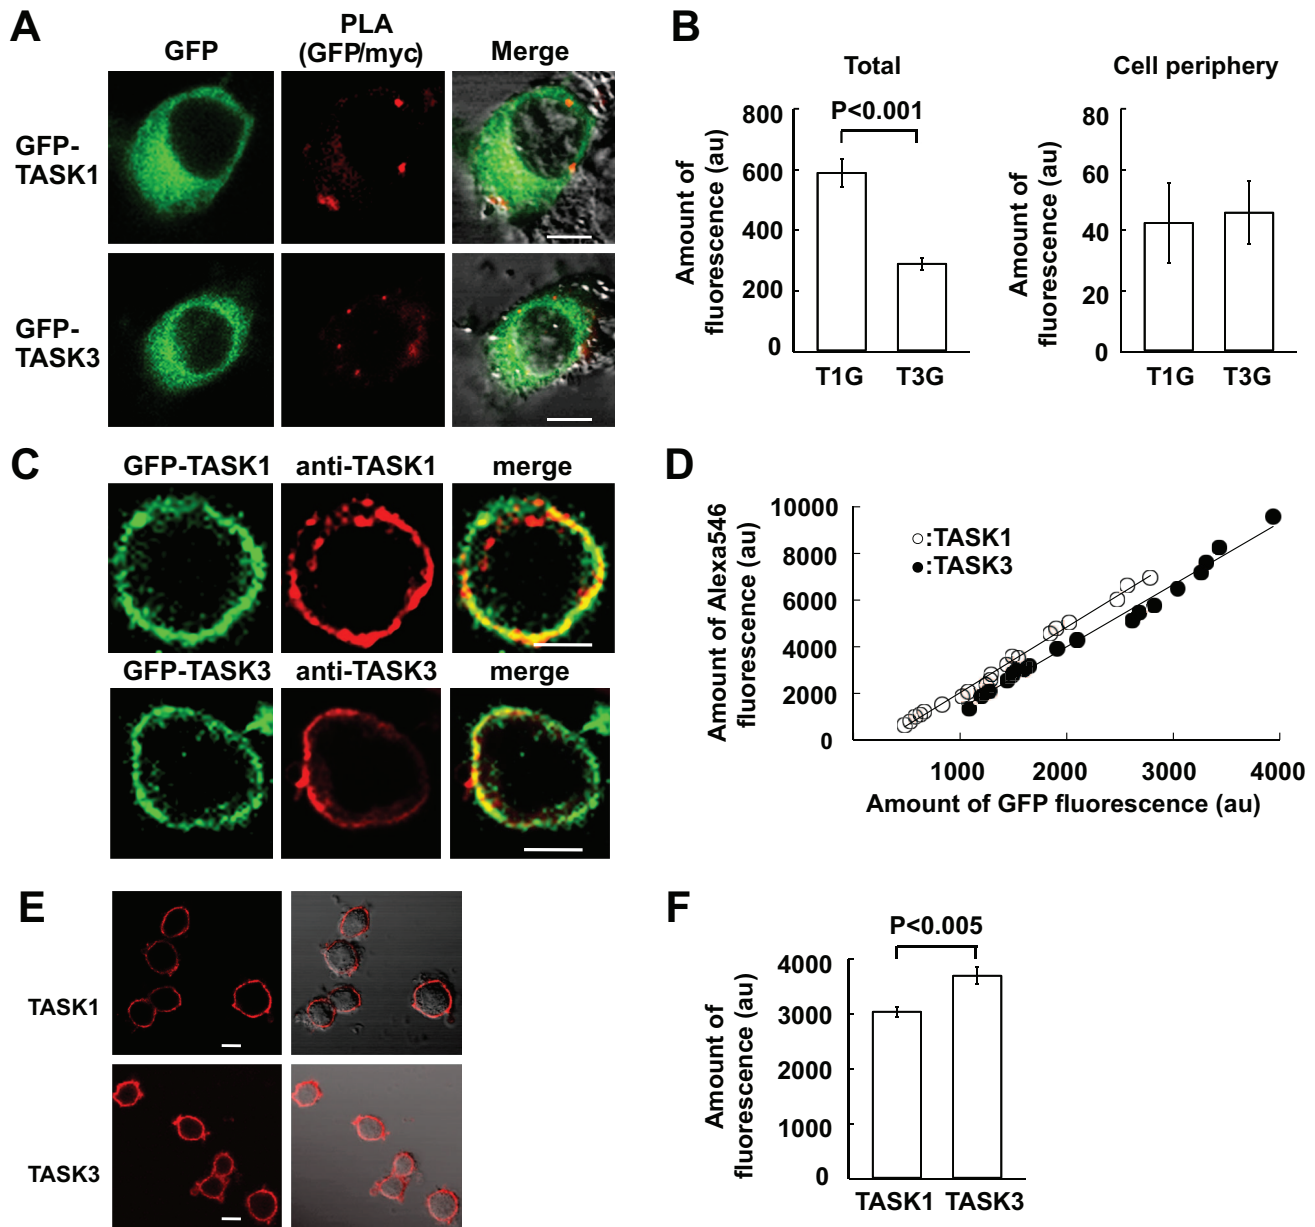 A
GFP
PLA
(GFP/myc)
Merge
GFP-
TASK1
GFP-
TASK3
B
Total
Cell periphery
P<0.001
Amount of
fluorescence (au)
800
600
400
200
0
T1G
T3G
Amount of
fluorescence (au)
80
60
40
20
0
T1G
T3G
C
GFP-TASK1
anti-TASK1
merge
GFP-TASK3
anti-TASK3
merge
D
Amount of Alexa546
fluorescence (au)
10000
8000
6000
4000
2000
0
:TASK1
:TASK3
1000
2000
3000
4000
Amount of GFP fluorescence (au)
E
TASK1
TASK3
F
P<0.005
Amount of
fluorescence (au)
4000
3000
2000
1000
0
TASK1
TASK3